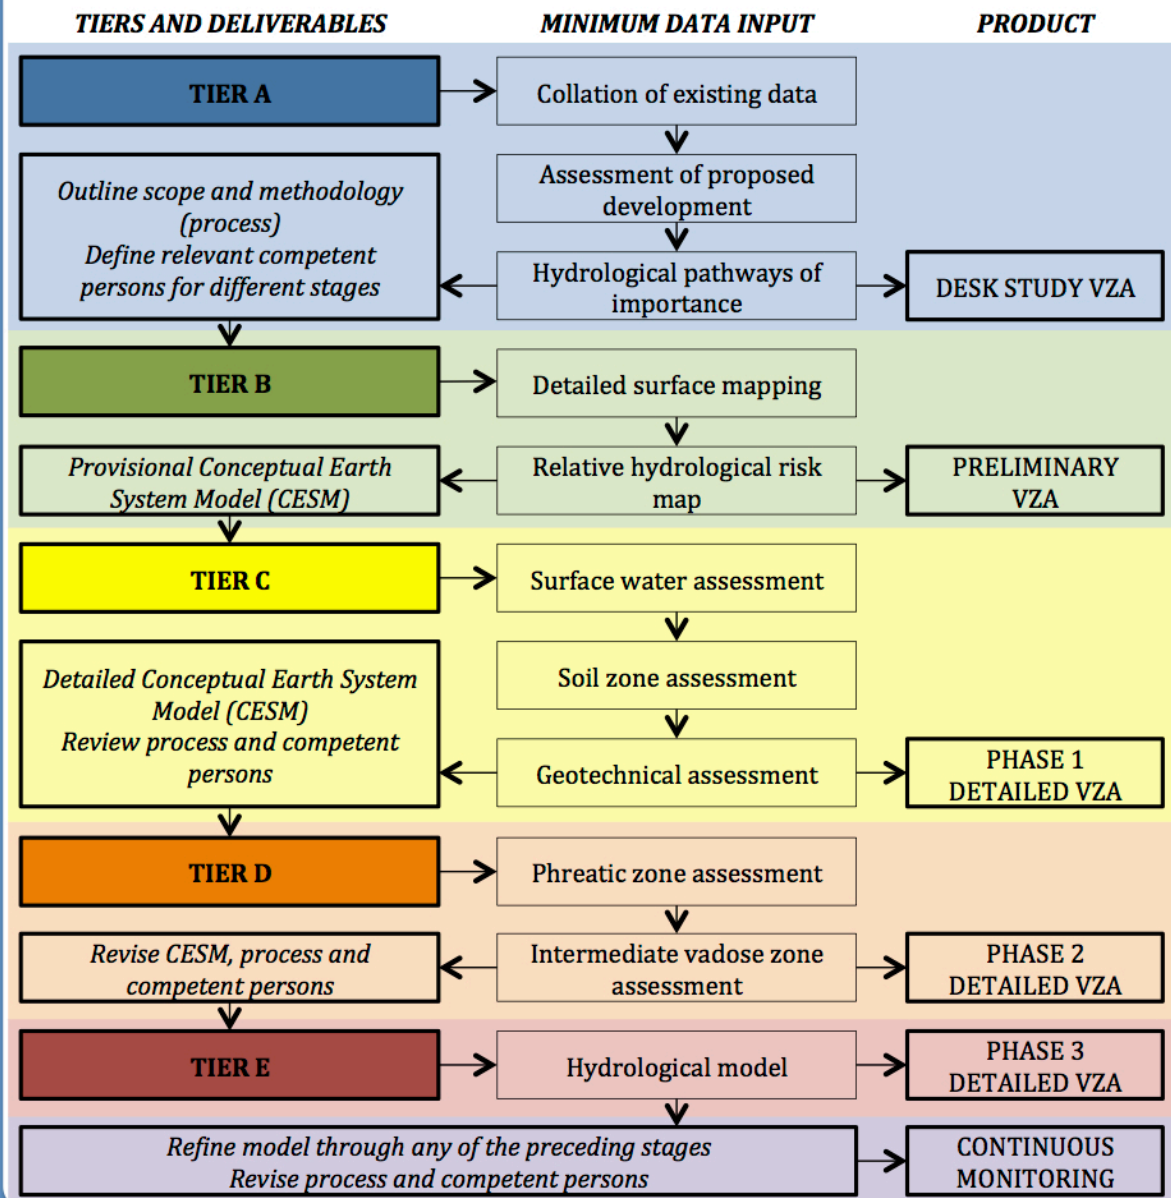 TIERS AND DELIVERABLES
MINIMUM DATA INPUT
PRODUCT
TIER A
Collation of existing data
Assessment of proposed
development
Outline scope and methodology
(process)
Define relevant competent
persons for different stages
Hydrological pathways of
importance
DESK STUDY VZA
TIER B
Detailed surface mapping
Provisional Conceptual Earth
System Model (CESM)
Relative hydrological risk
map
PRELIMINARY
VZA
TIER C
Surface water assessment
Soil zone assessment
Detailed Conceptual Earth System
Model (CESM)
Review process and competent
persons
Geotechnical assessment
PHASE 1
DETAILED VZA
TIER D
Phreatic zone assessment
Revise CESM, process and
competent persons
Intermediate vadose zone
assessment
PHASE 2
DETAILED VZA
TIER E
Hydrological model
PHASE 3
DETAILED VZA
Refine model through any of the preceding stages
Revise process and competent persons
CONTINUOUS
MONITORING